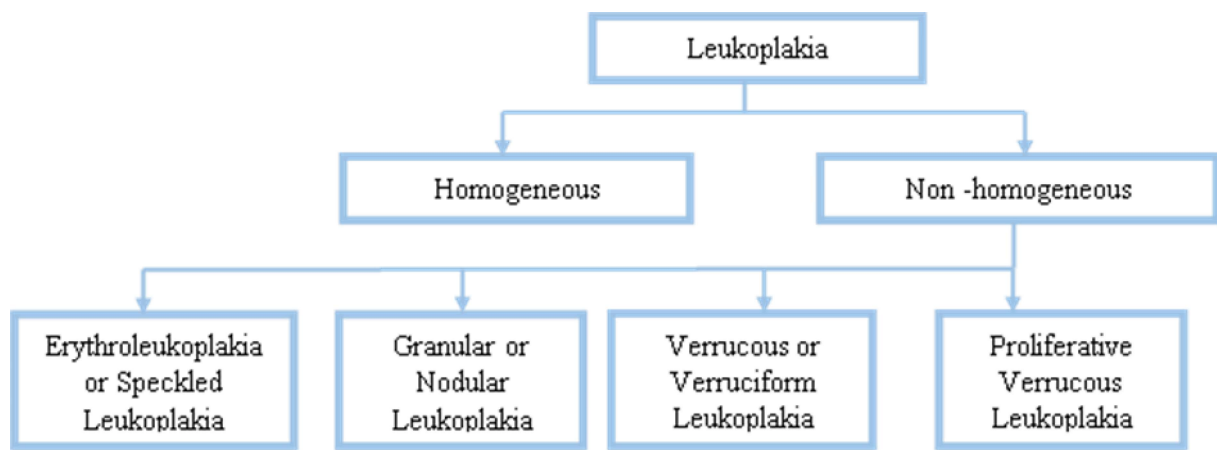 Leukoplakia
Homogeneous
Non -homogeneous
Erythroleukoplakia
or Speckled
Leukoplakia
Granular or
Nodular
Leukoplakia
Verrucous or
Verruciform
Leukoplakia
Proliferative
Verrucous
Leukoplakia